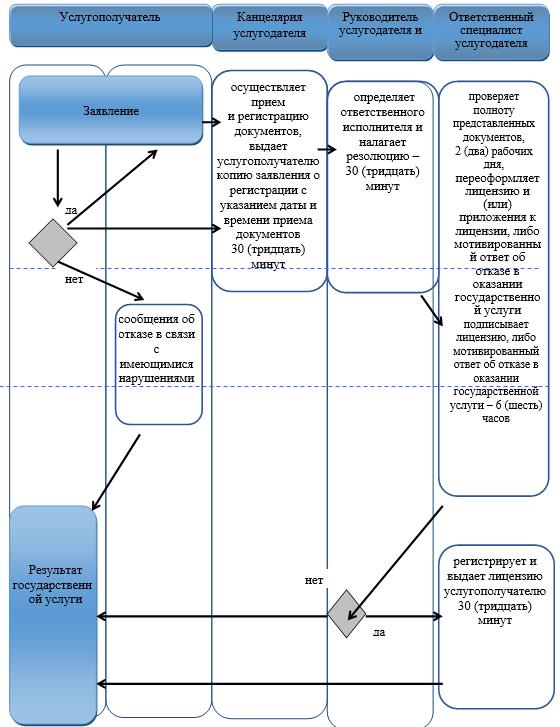 Услугополучатель
Канцелярия
услугодателя
Руководитель
услугодателя и
Ответственный
специалист
услугодателя
Заявление
осуществляет
прием
и регистрацию
документов,
выдает
услугополучателю
копию заявления о
регистрации с
указанием даты и
времени приема
документов
30 (тридцать)
минут
определяет
ответственного
исполнителя и
налагает
резолюцию –
30 (тридцать)
минут
проверяет
полноту
представленных
документов,
2 (два) рабочих
дня,
переоформляет
лицензию и
(или)
приложения к
лицензии, либо
мотивированны
й ответ об
отказе в
оказании
государственно
й услуги
подписывает
лицензию, либо
мотивированный
ответ об отказе в
оказании
государственной
услуги – 6 (шесть)
часов
да
нет
сообщения об
отказе в связи
с
имеющимися
нарушениями
Результат
государственн
ой услуги
нет
да
регистрирует и
выдает лицензию
услугополучателю
30 (тридцать)
минут